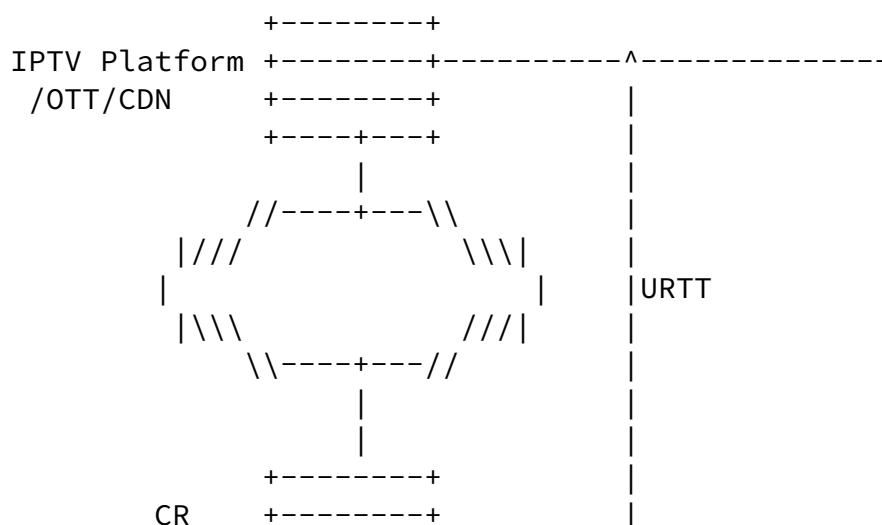 +--------+
IPTV Platform +--------+----------^--------------
 /OTT/CDN     +--------+          |
              +----+---+          |
                   |              |
             //----+---\\         |
         |///            \\\|     |
        |                    |    |URTT
         |\\\            ///|     |
             \\----+---//         |
                   |              |
                   |              |
              +--------+          |
        CR    +--------+          |